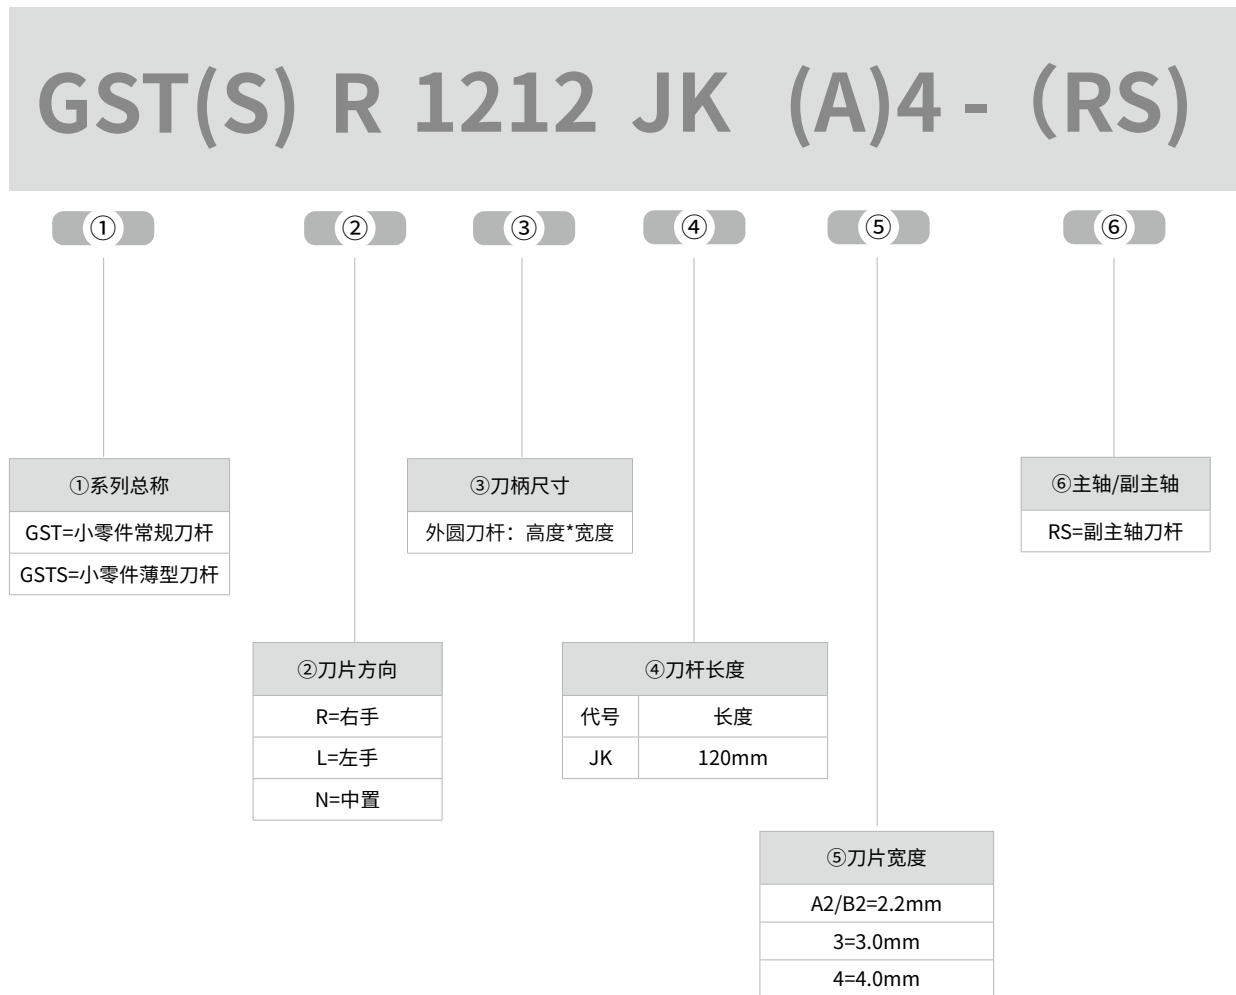 GST(S) R 1212 JK (A)4 - (RS)
① ② ③ ④ ⑤ ⑥
①系列总称
GST=小零件常规刀杆
GSTS=小零件薄型刀杆
③刀柄尺寸
外圆刀杆：高度*宽度
⑥主轴/副主轴
RS=副主轴刀杆
②刀片方向
R=右手
L=左手
N=中置
④刀杆长度
代号 长度
JK 120mm
⑤刀片宽度
A2/B2=2.2mm
3=3.0mm
4=4.0mm